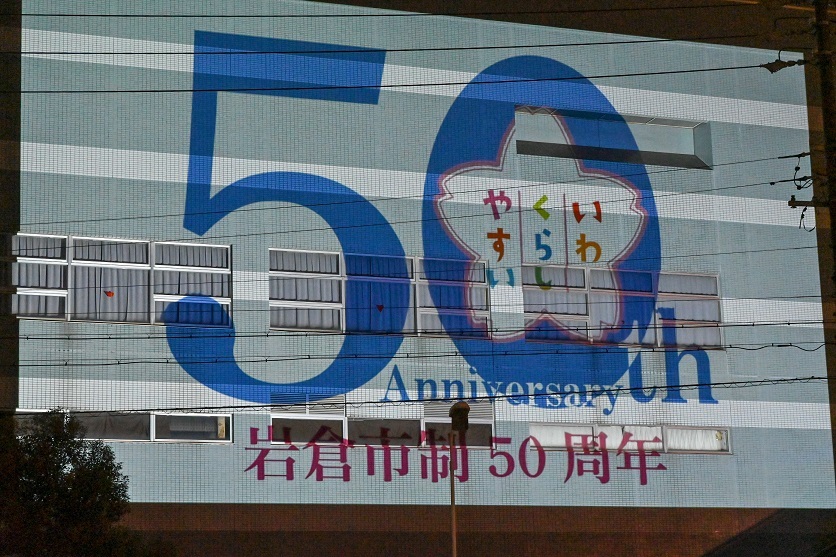 50th
いわ
くらし
やすい
Anniversary
岩倉市制50周年